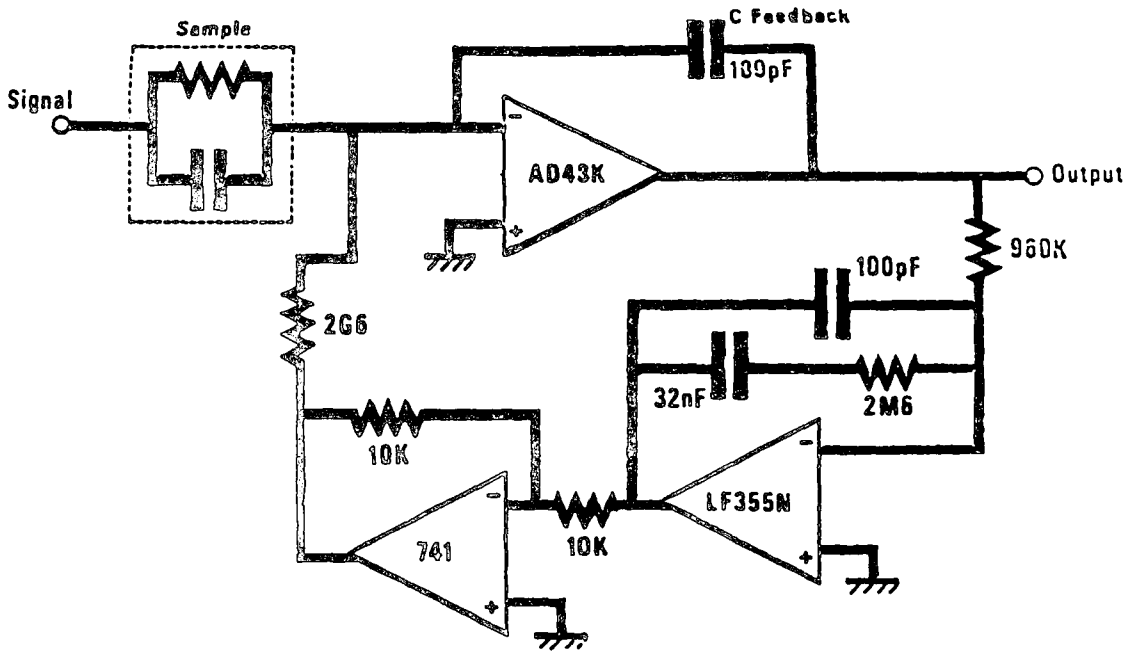 C Feedback
Sample
100pF
Signal
-
AD43K
Output
+
960K
100pF
2G6
32nF
2M6
10K
-
-
LF355N
741
10K
+
+